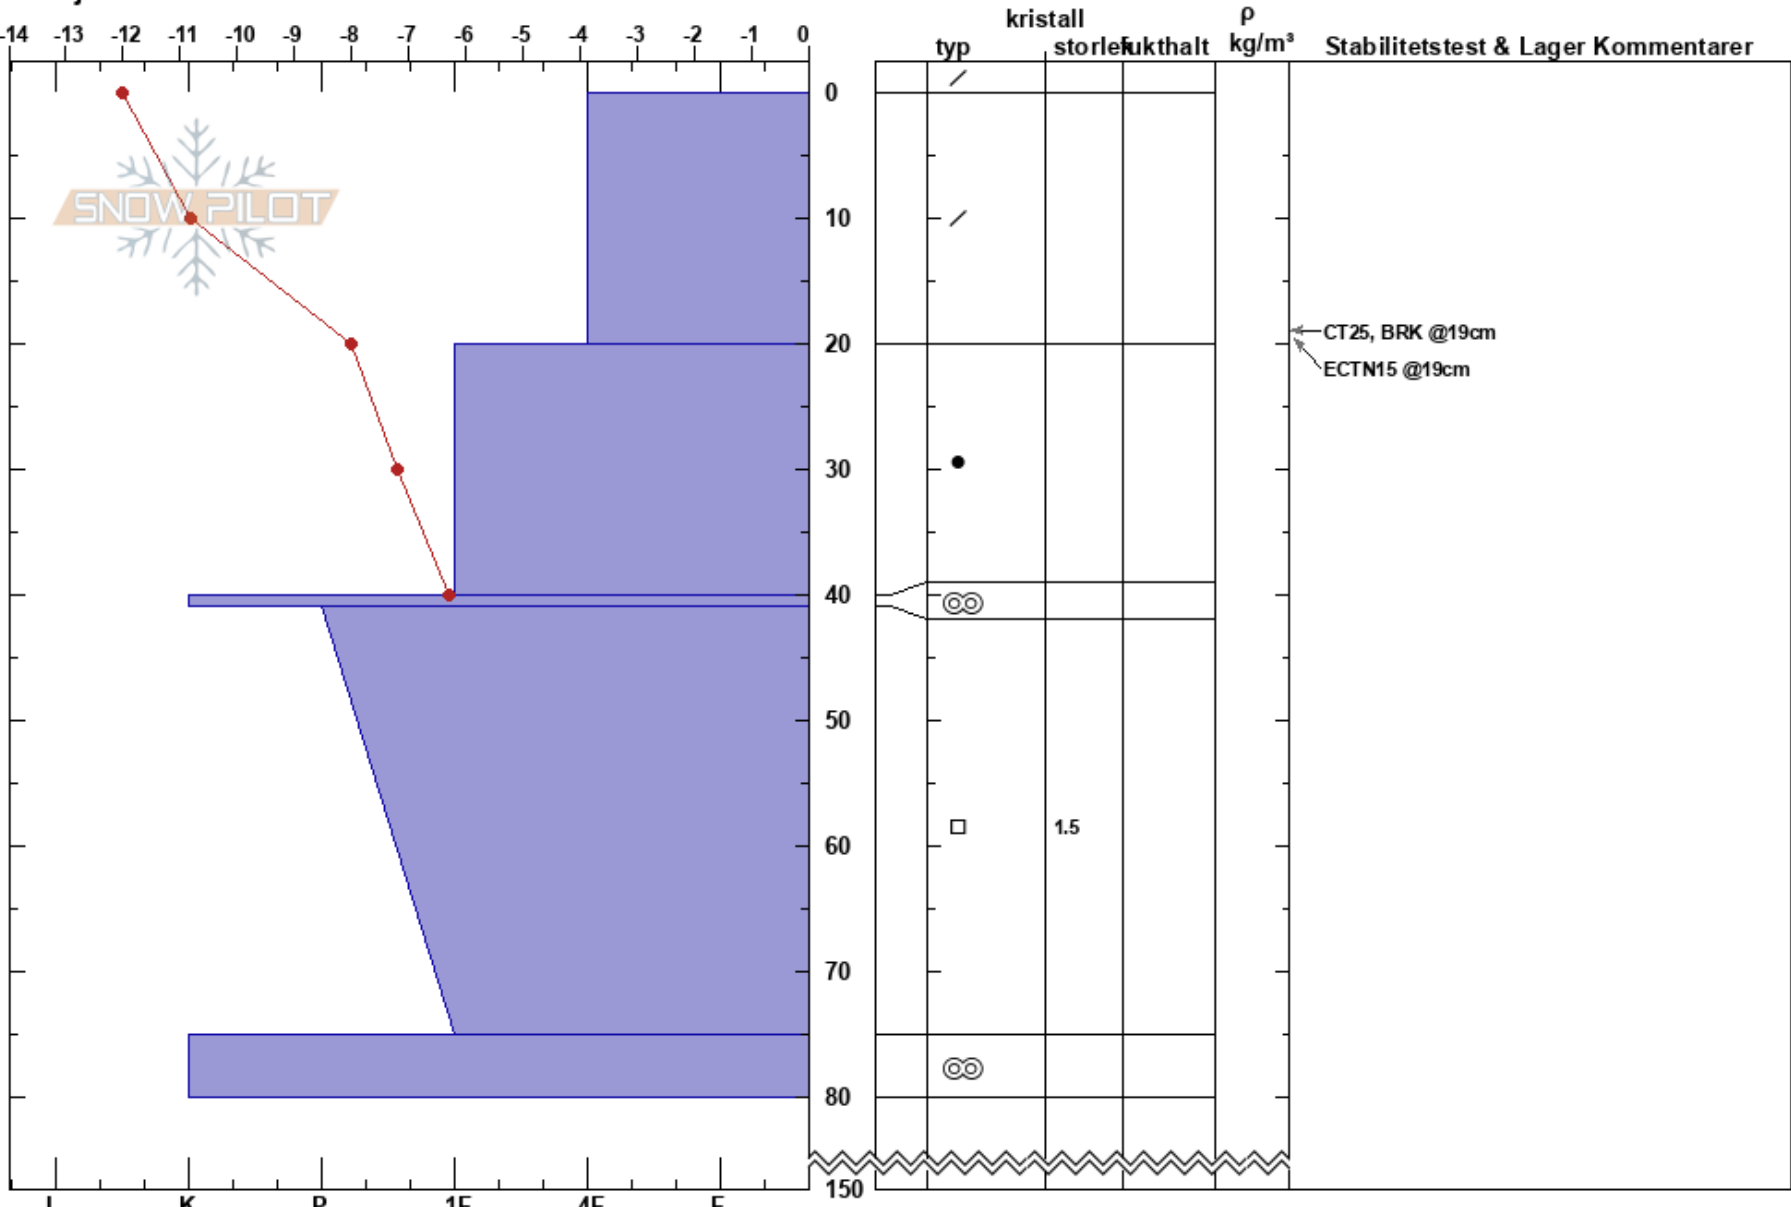 kristall ρ
-14 -13 -12 -11 -10 -9 -8 -7 -6 -5 -4 -3 -2 -1 0 typ storlek fukthalt kg/m³ Stabilitetstest & Lager Kommentarer
0
SNOW PILOT
10
CT25, BRK @19cm
20
ECTN15 @19cm
30
40
50
1.5
60
70
80
150
I K P 1F 4F F